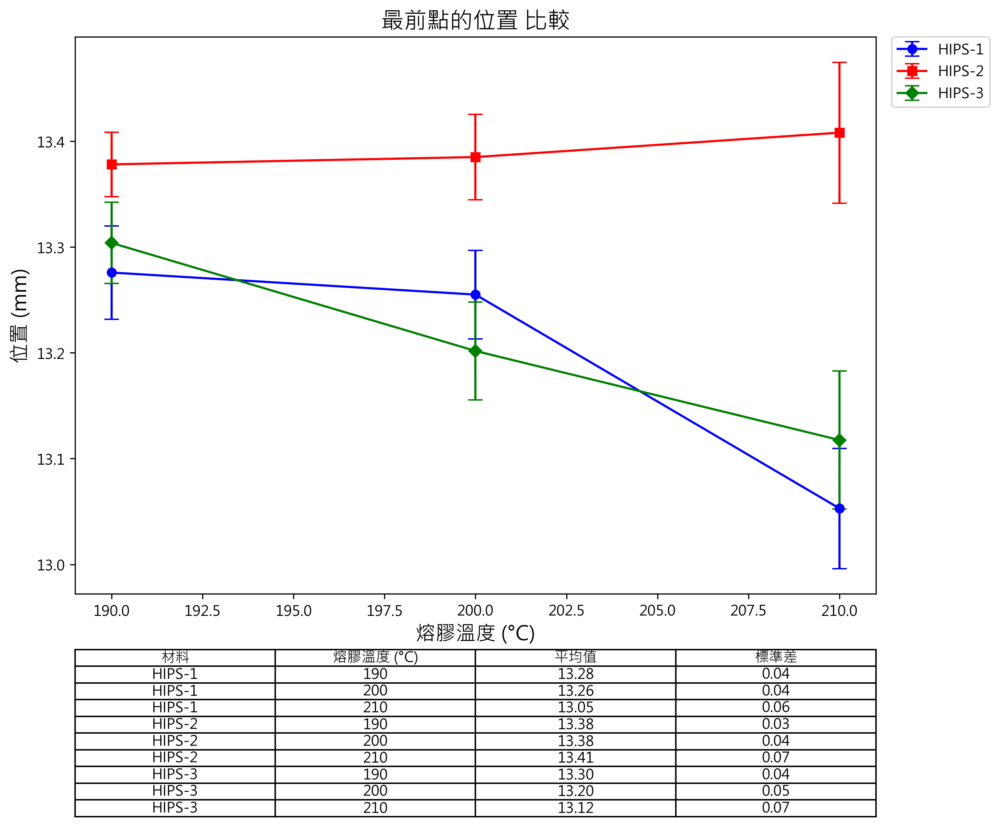 最前點的位置 比較
HIPS-1
HIPS-2
HIPS-3
位置 (mm)
13.4
13.3
13.2
13.1
13.0
190.0 192.5 195.0 197.5 200.0 202.5 205.0 207.5 210.0
熔膠溫度 (°C)
材料 熔膠溫度 (°C) 平均值 標準差
HIPS-1 190 13.28 0.04
HIPS-1 200 13.26 0.04
HIPS-1 210 13.05 0.06
HIPS-2 190 13.38 0.03
HIPS-2 200 13.38 0.04
HIPS-2 210 13.41 0.07
HIPS-3 190 13.30 0.04
HIPS-3 200 13.20 0.05
HIPS-3 210 13.12 0.07